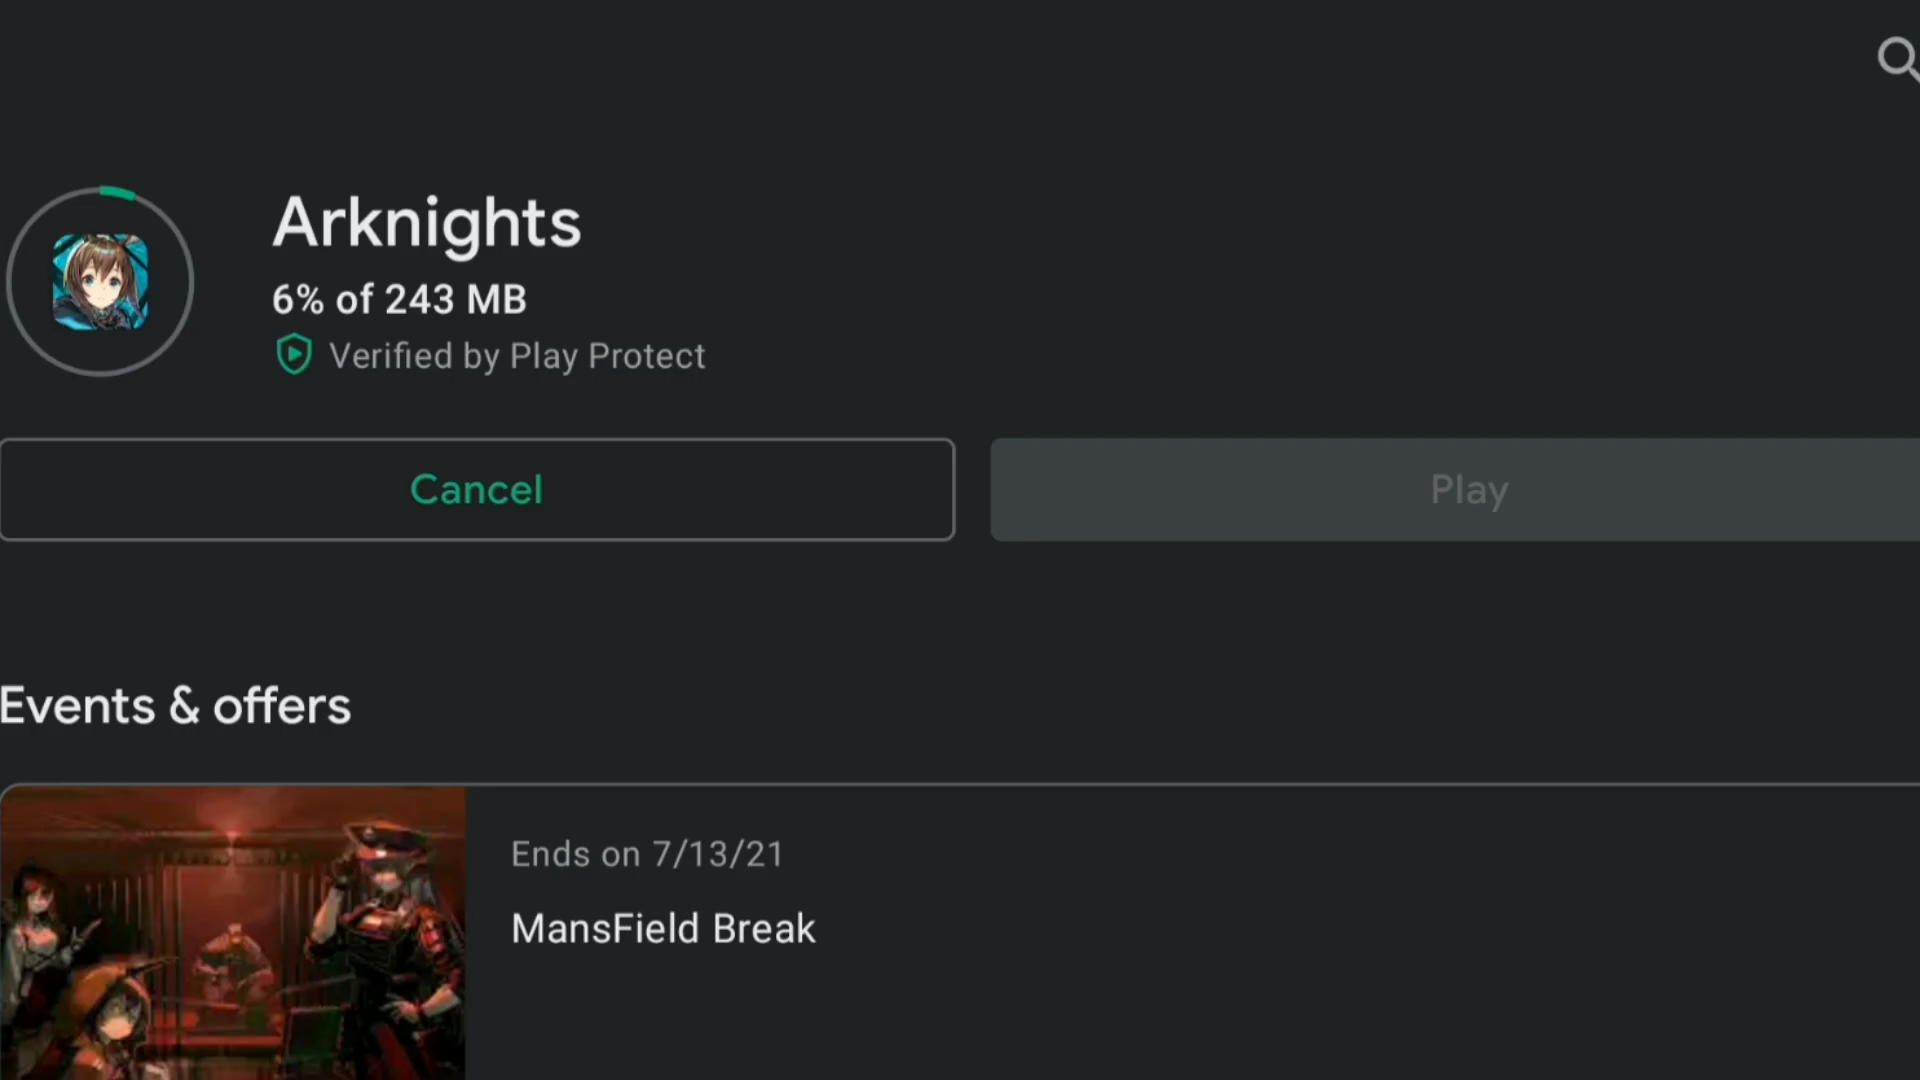 Arknights
6% of 243 MB
Verified by Play Protect
Cancel
Play
Events & offers
Ends on 7/13/21
MansField Break